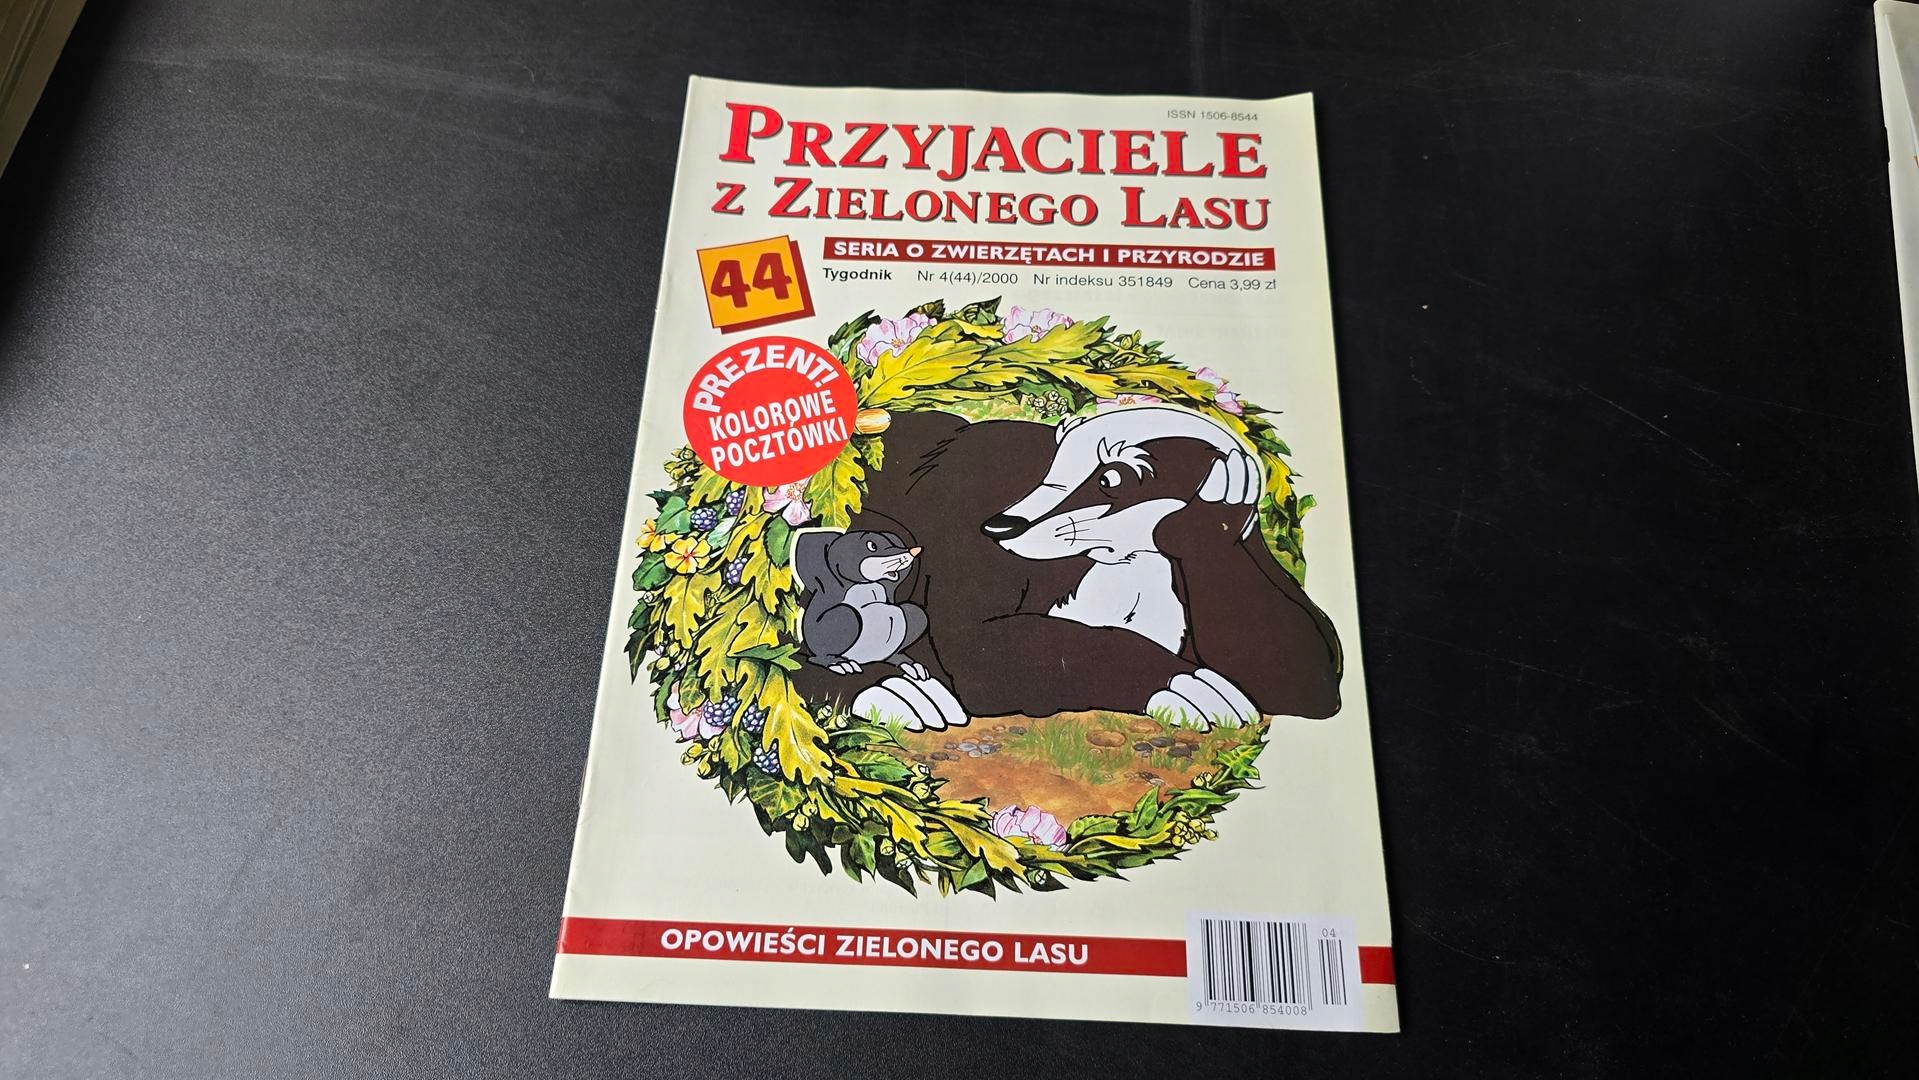 ISSN 1506-8544
PRZYJACIELE
Z ZIELONEGO LASU
SERIA O ZWIERZĘTACH I PRZYRODZIE
44
Tygodnik Nr 4(44)/2000 Nr indeksu 351849 Cena 3,99 zł
PREZENT!
KOLOROWE
POCZTÓWKI
OPOWIEŚCI ZIELONEGO LASU
04
9 771506 854008